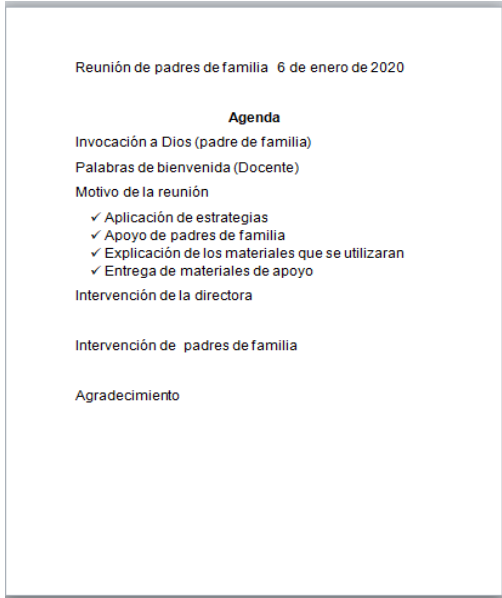 Reunión de padres de familia  6 de enero de 2020
Agenda
Invocación a Dios (padre de familia)
Palabras de bienvenida (Docente)
Motivo de la reunión
✓ Aplicación de estrategias
✓ Apoyo de padres de familia
✓ Explicación de los materiales que se utilizaran
✓ Entrega de materiales de apoyo
Intervención de la directora
Intervención de  padres de familia
Agradecimiento